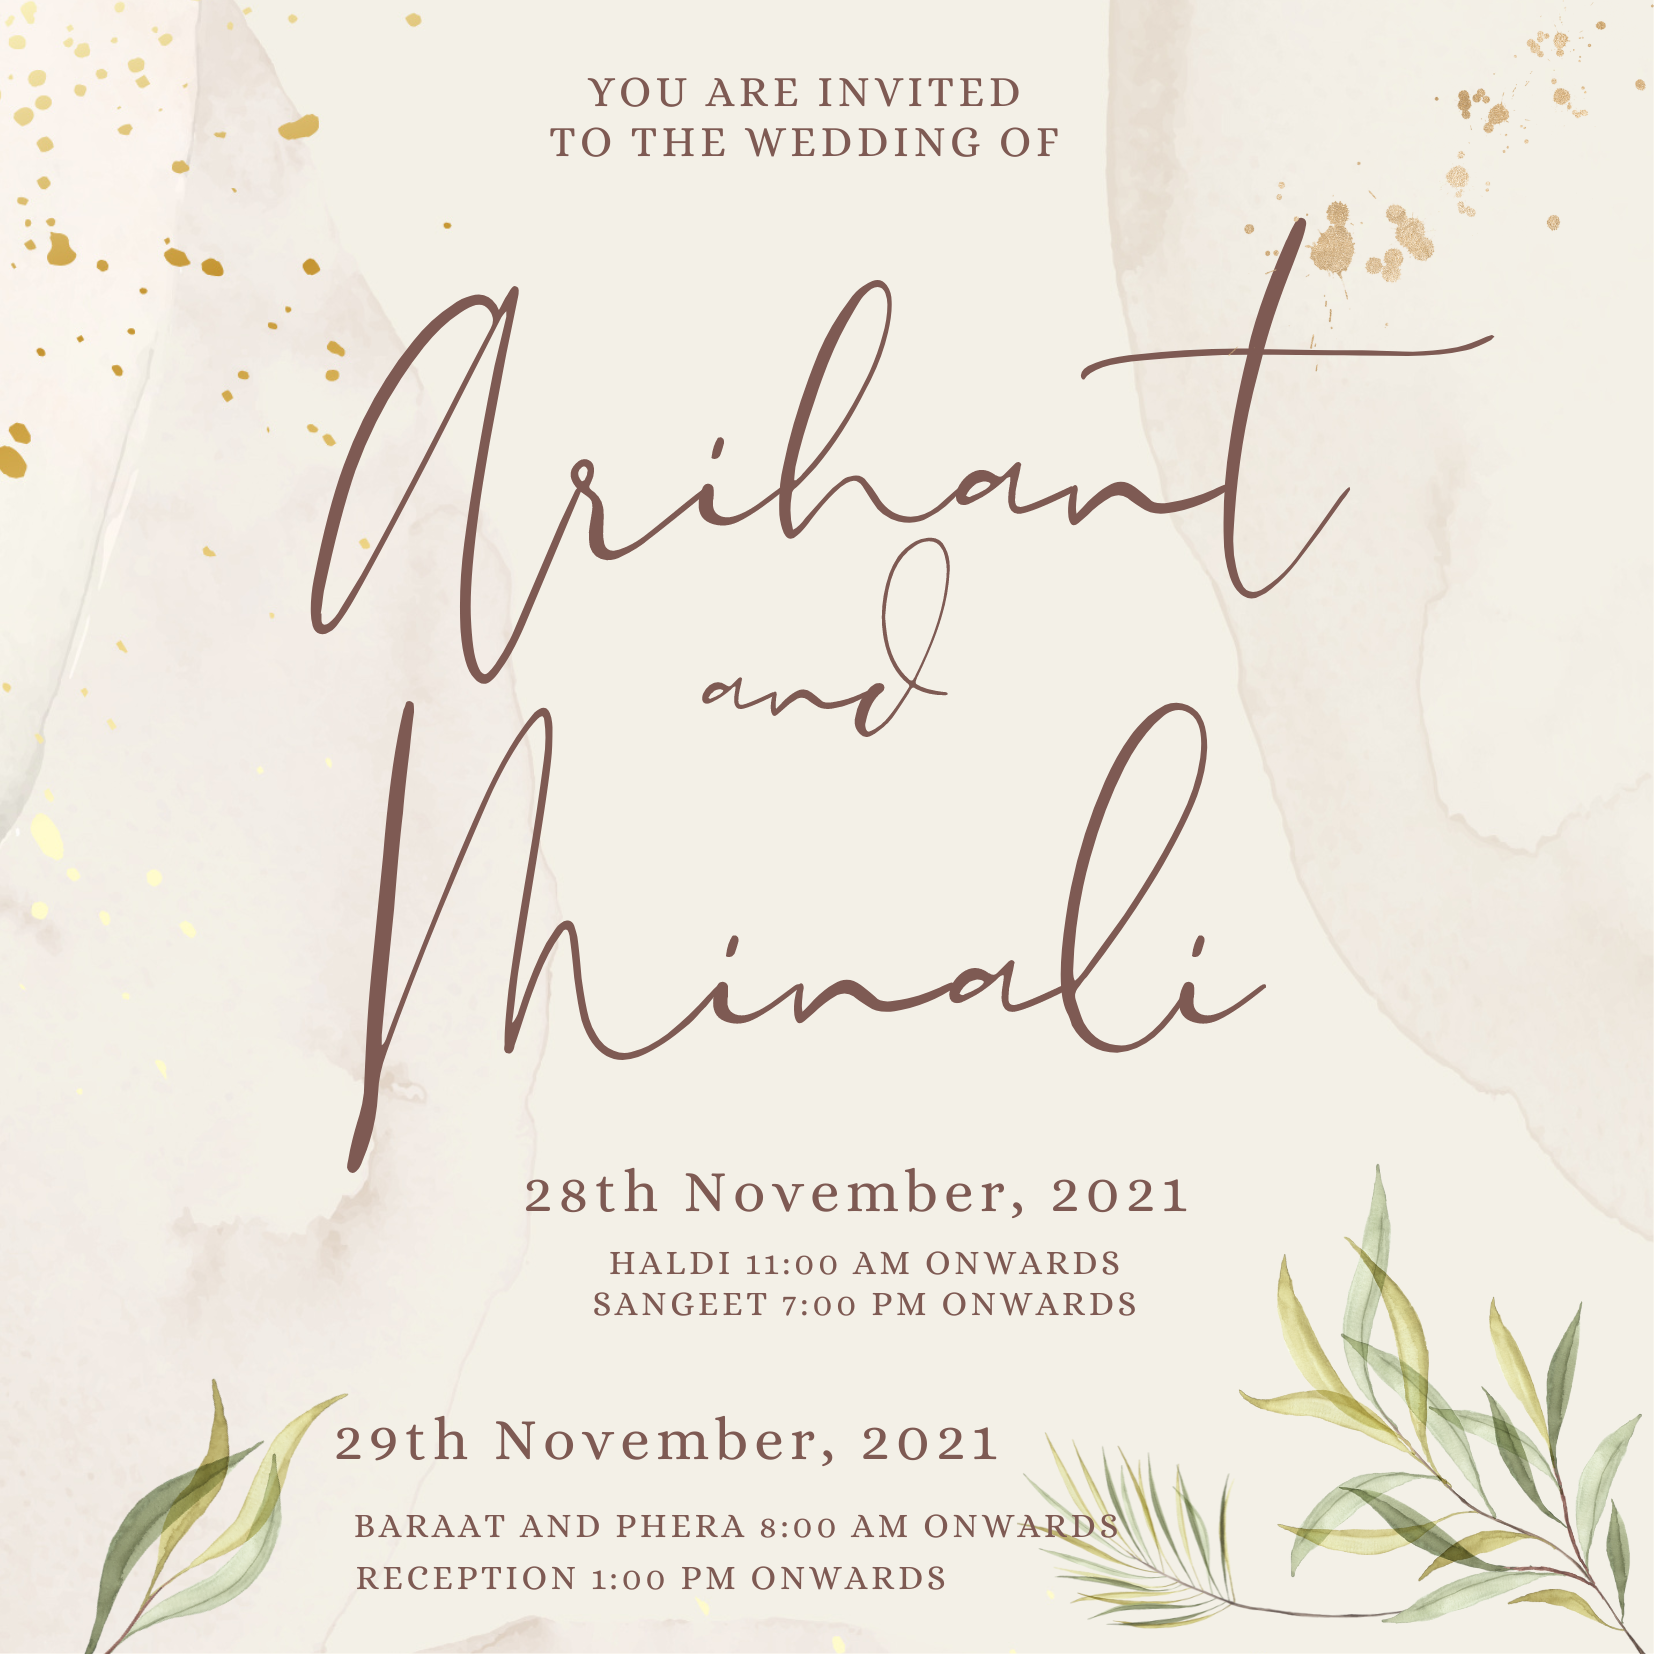 YOU ARE INVITED
TO THE WEDDING OF
Arihant
and
Minali
28th November, 2021
HALDI 11:00 AM ONWARDS
SANGEET 7:00 PM ONWARDS
29th November, 2021
BARAAT AND PHERA 8:00 AM ONWARDS
RECEPTION 1:00 PM ONWARDS